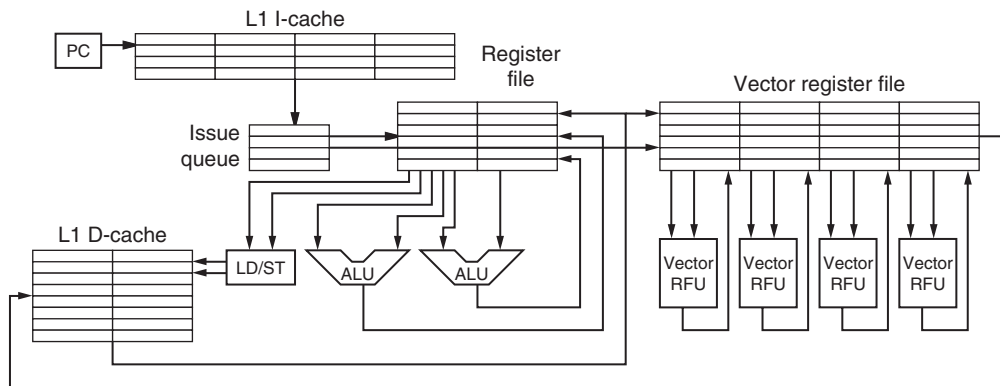 L1 I-cache
PC
Register
file
Vector register file
Issue
queue
L1 D-cache
LD/ST
ALU
ALU
Vector
RFU
Vector
RFU
Vector
RFU
Vector
RFU